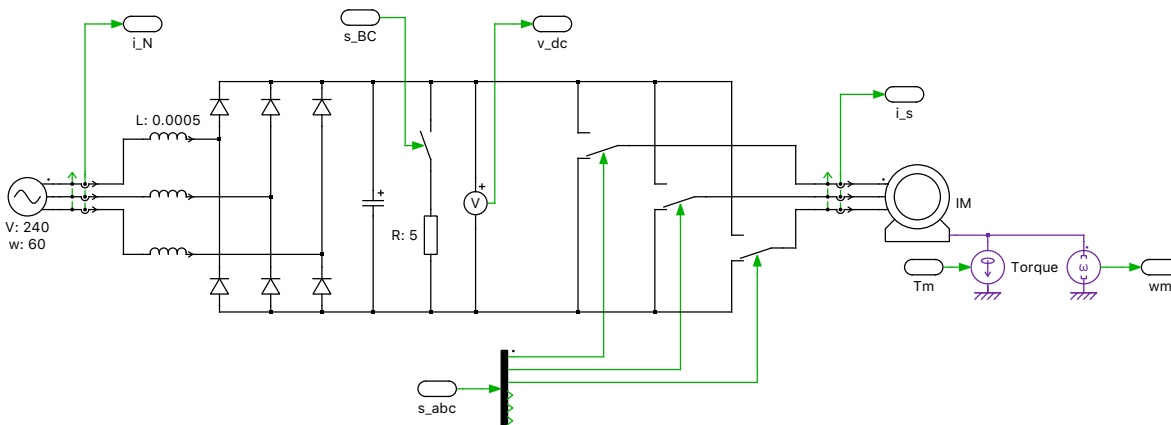 i_N
s_BC
v_dc
i_s
L: 0.0005
V
IM
V: 240
w: 60
R: 5
Tm
Torque
ω
wm
s_abc